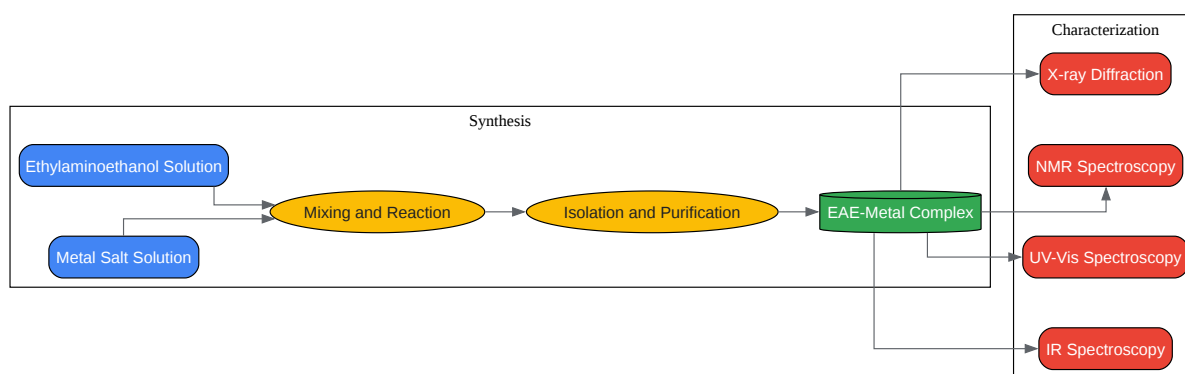 Characterization
X-ray Diffraction
Synthesis
Ethylaminoethanol Solution
NMR Spectroscopy
Mixing and Reaction
Isolation and Purification
EAE-Metal Complex
Metal Salt Solution
UV-Vis Spectroscopy
IR Spectroscopy